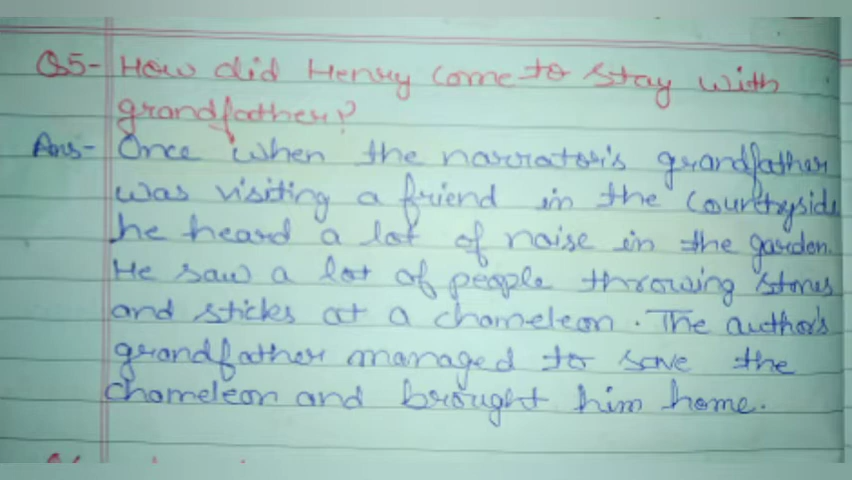 Q5- How did Henry come to stay with
grandfather?
Ans- Once when the narrator's grandfather
was visiting a friend in the countryside
he heard a lot of noise in the garden.
He saw a lot of people throwing stones
and sticks at a chameleon. The author's
grandfather managed to save the
chameleon and brought him home.